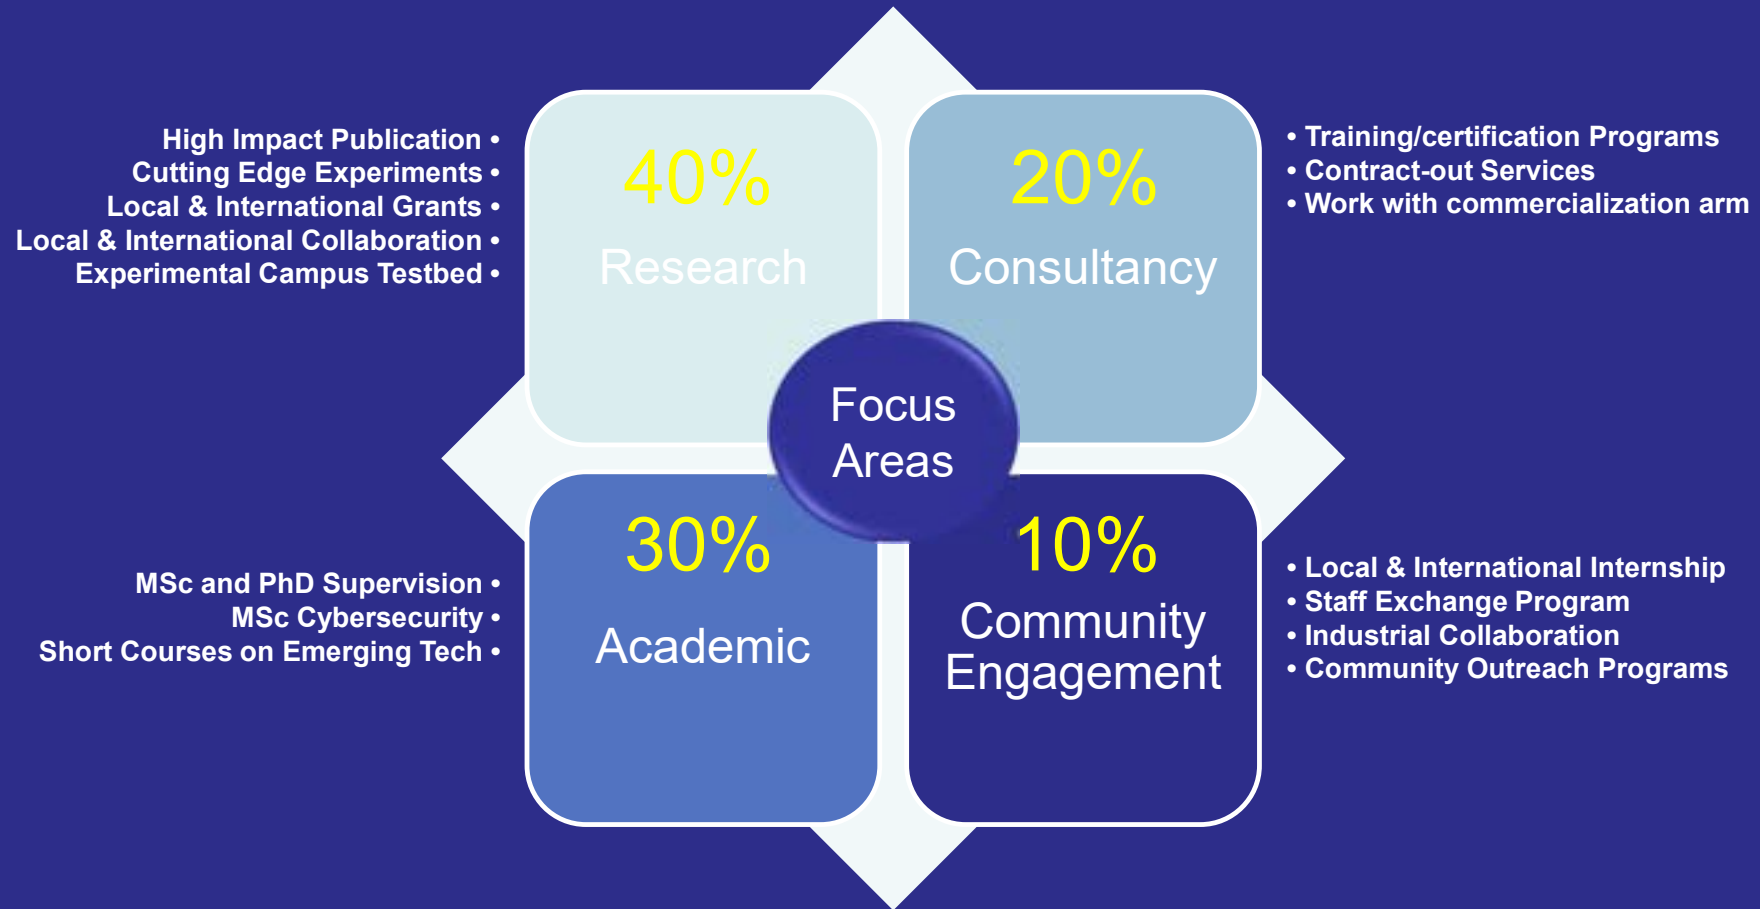 High Impact Publication •
Cutting Edge Experiments •
Local & International Grants •
Local & International Collaboration •
Experimental Campus Testbed •
40%
Research
20%
Consultancy
• Training/certification Programs
• Contract-out Services
• Work with commercialization arm
Focus
Areas
MSc and PhD Supervision •
MSc Cybersecurity •
Short Courses on Emerging Tech •
30%
Academic
10%
Community
Engagement
• Local & International Internship
• Staff Exchange Program
• Industrial Collaboration
• Community Outreach Programs